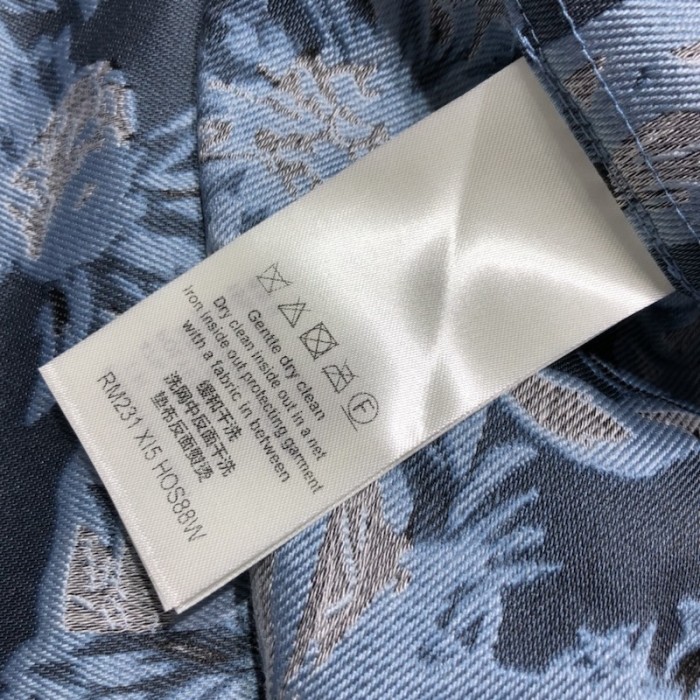 Gentle dry clean
Dry clean inside out in a net
Iron inside out protecting garment
with a fabric in between
缓和干洗
洗网中反面干洗
垫布反面熨烫
RM231 XI5 HOS88W
F